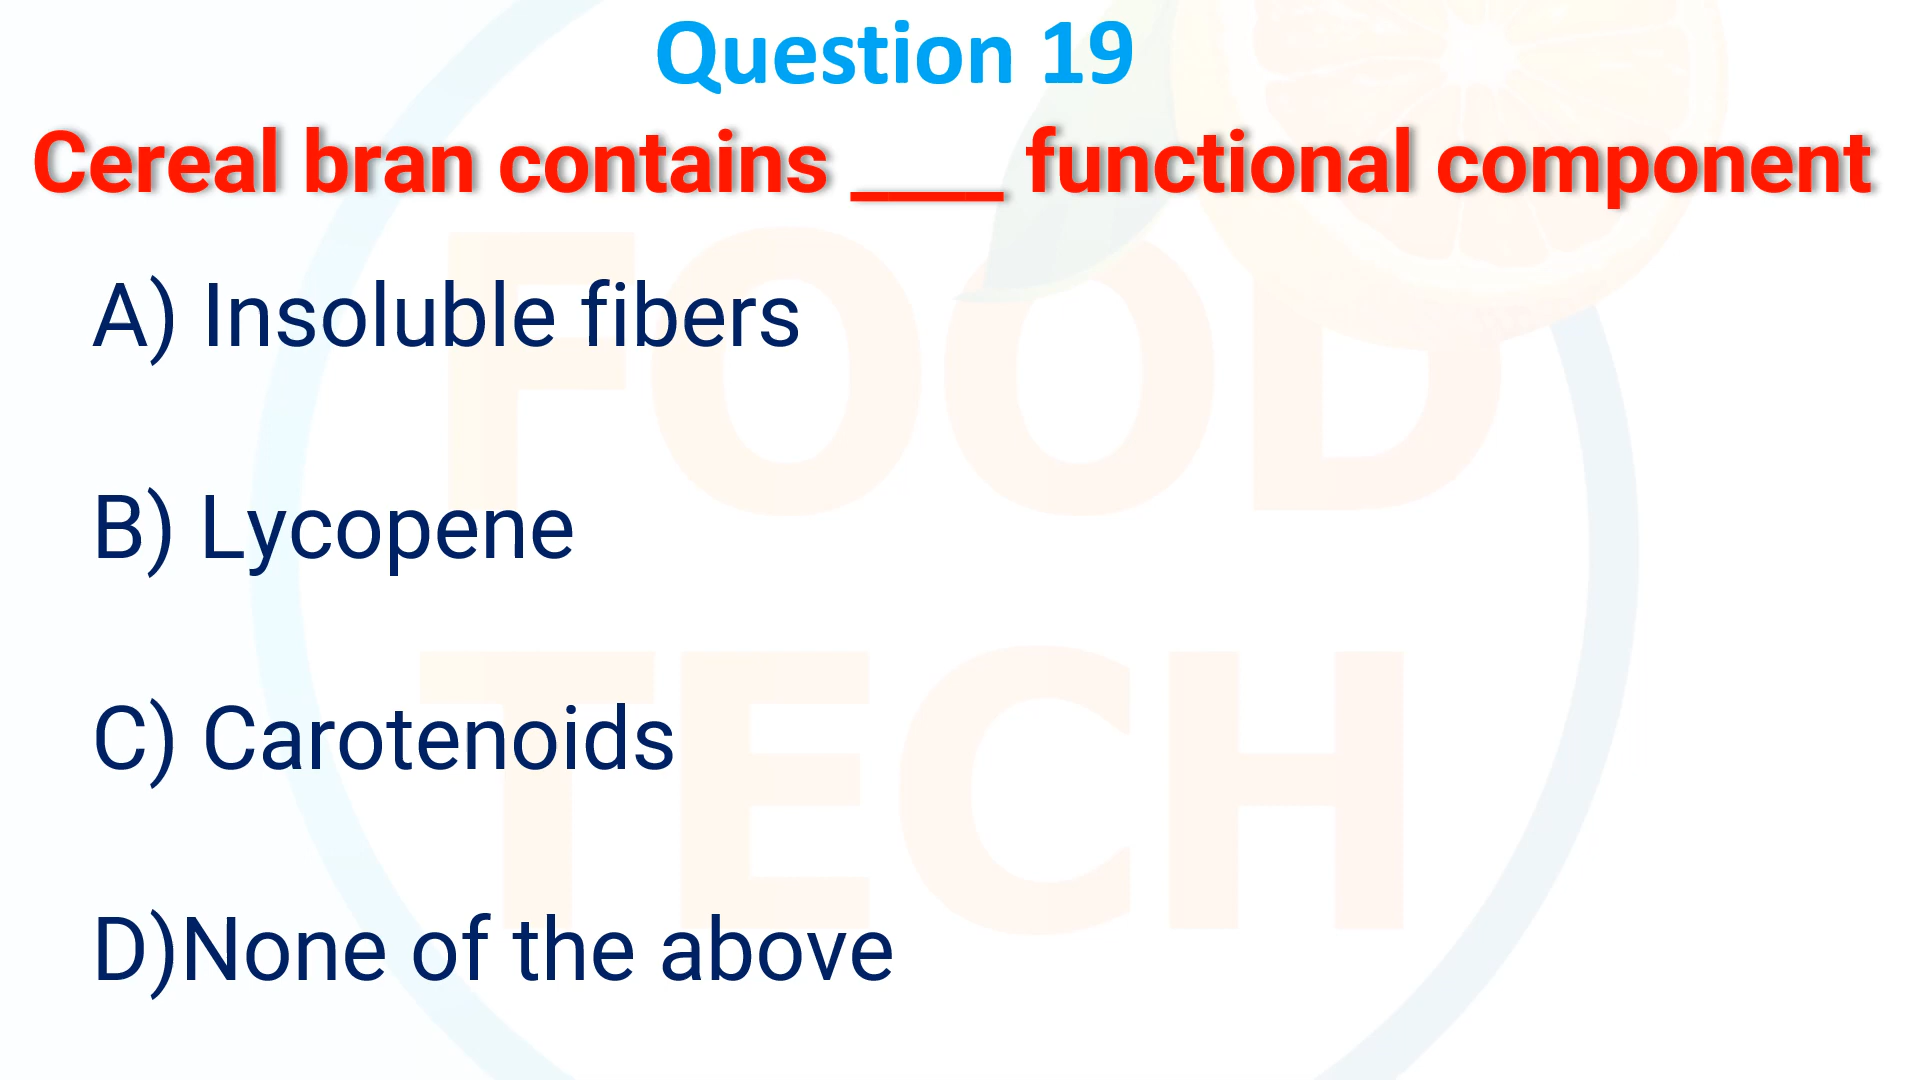 Question 19
Cereal bran contains ____ functional component
A) Insoluble fibers
B) Lycopene
C) Carotenoids
D)None of the above
FOOD
TECH